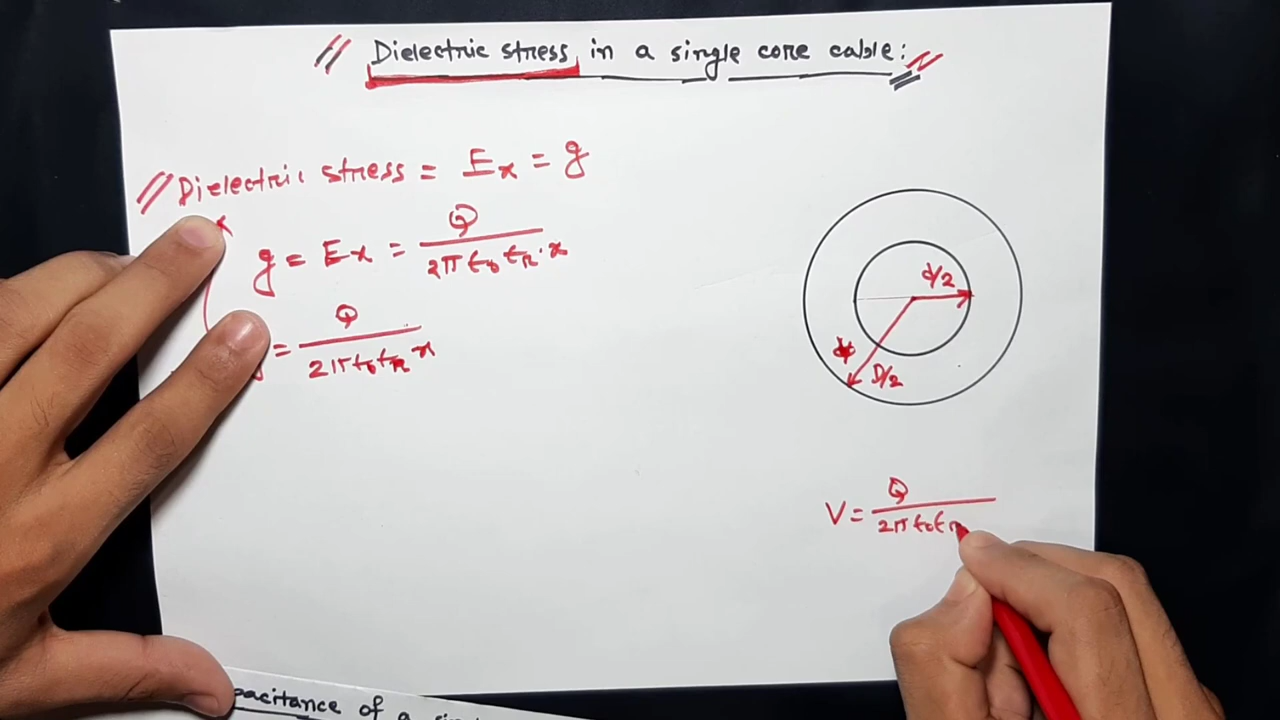 Dielectric stress in a single core cable:
Dielectric stress = Ex = g
g = Ex = Q / 2π ϵ0 ϵr · x
= Q / 2π ϵ0 ϵr x
d/2
D/2
V = Q / 2π ϵ0 ϵr
pacitance of a